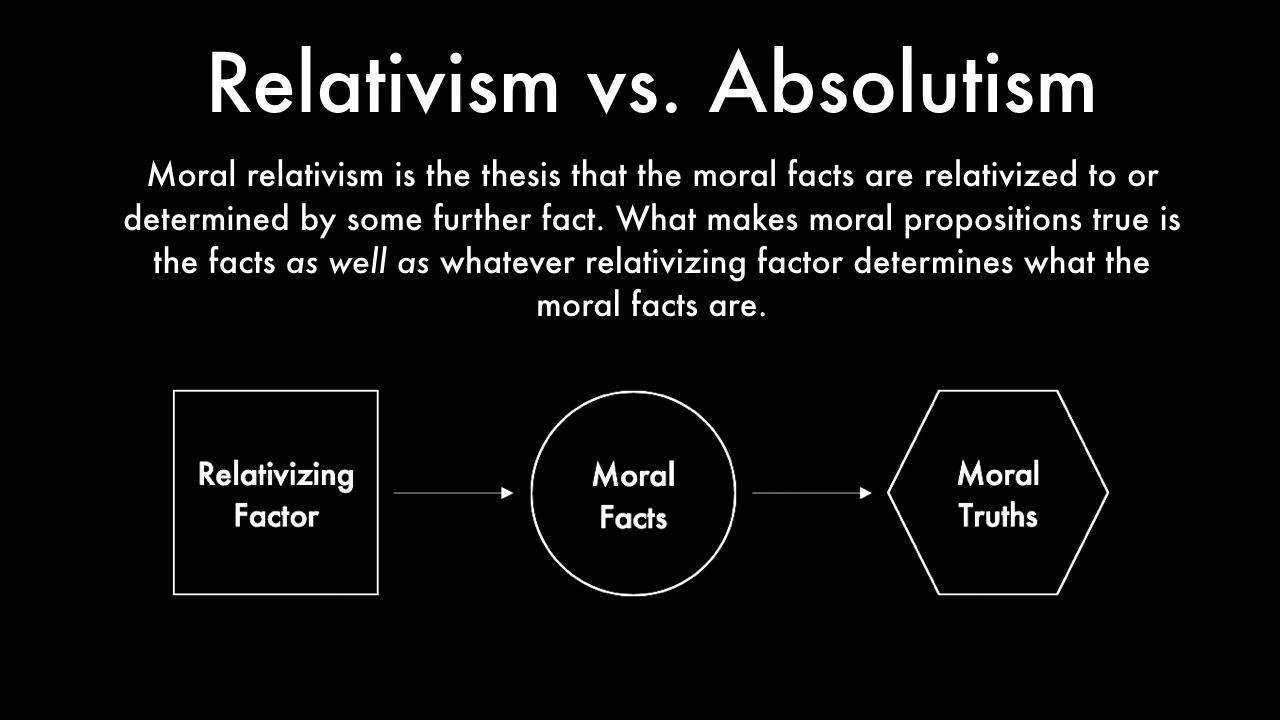 Relativism vs. Absolutism
Moral relativism is the thesis that the moral facts are relativized to or
determined by some further fact. What makes moral propositions true is
the facts as well as whatever relativizing factor determines what the
moral facts are.
Relativizing
Factor
Moral
Facts
Moral
Truths